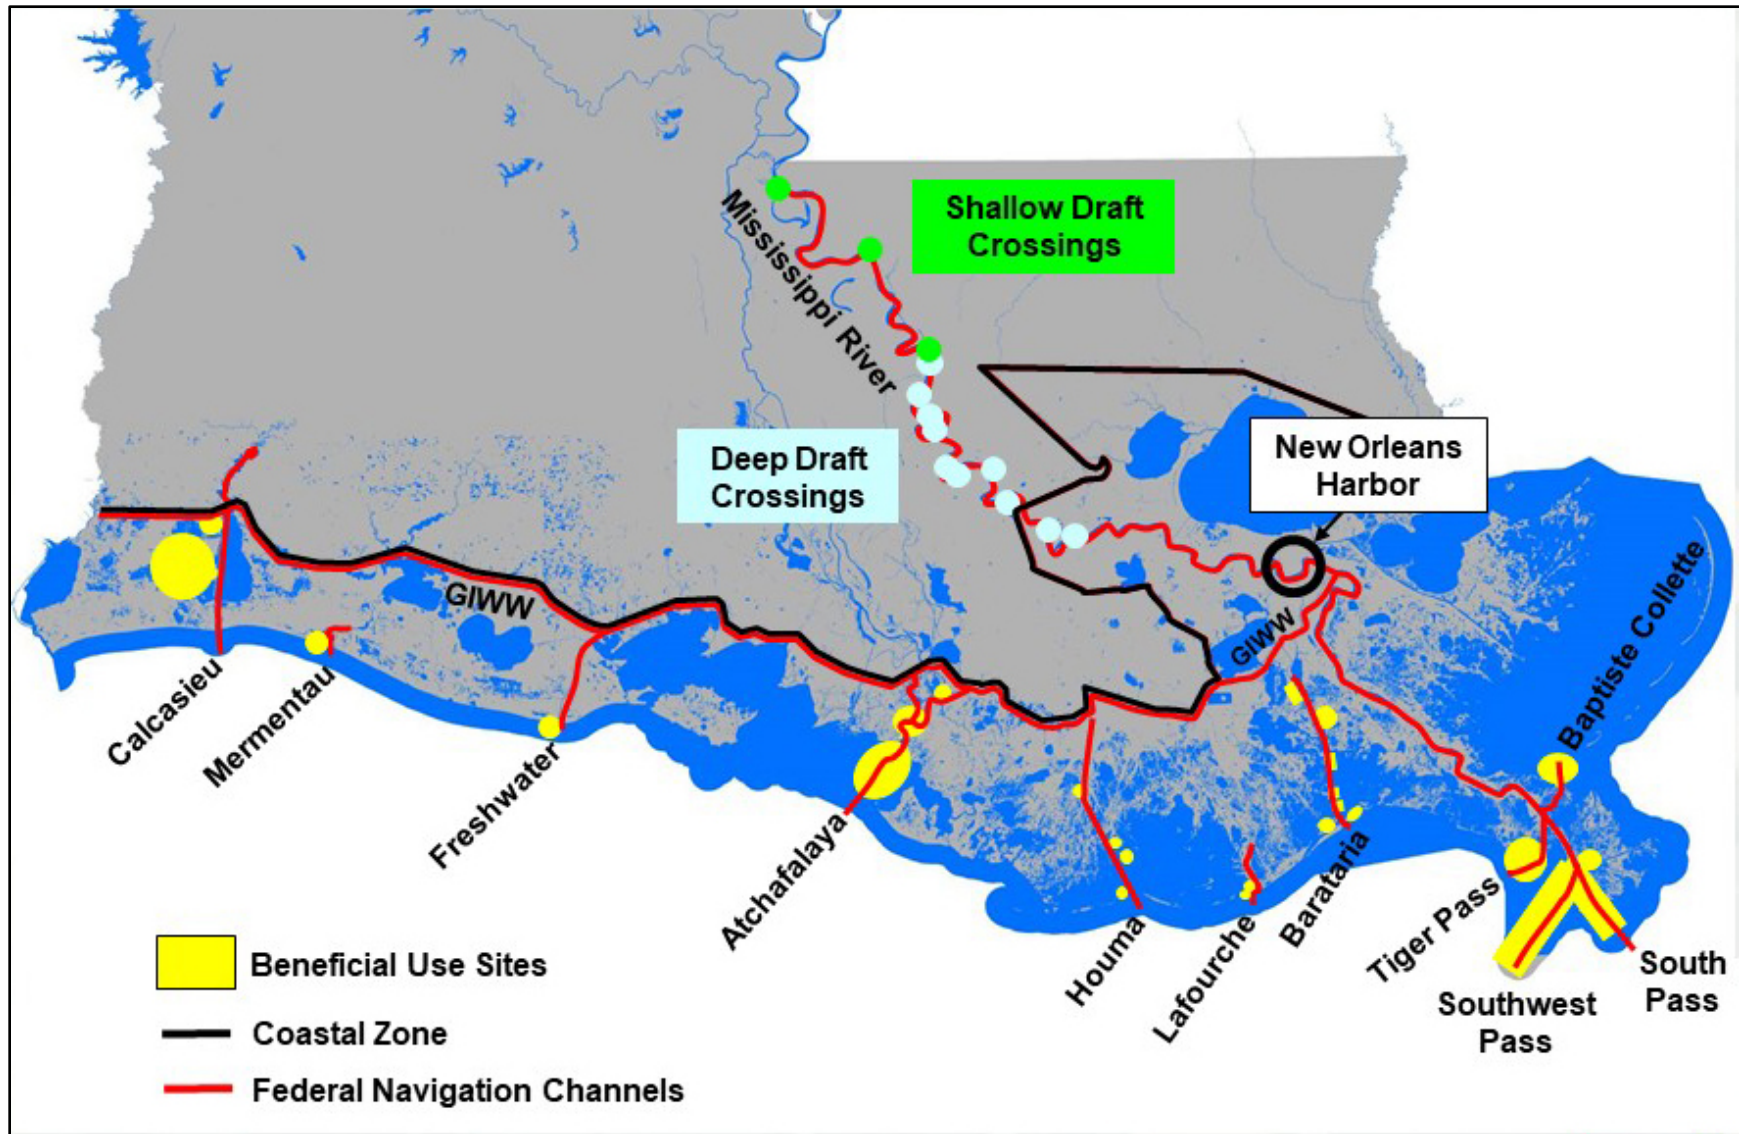 Shallow Draft
Crossings
Mississippi River
Deep Draft
Crossings
New Orleans
Harbor
GIWW
GIWW
Baptiste Collette
Calcasieu
Mermentau
Freshwater
Atchafalaya
Houma
Lafourche
Barataria
Tiger Pass
Southwest
Pass
South
Pass
Beneficial Use Sites
Coastal Zone
Federal Navigation Channels